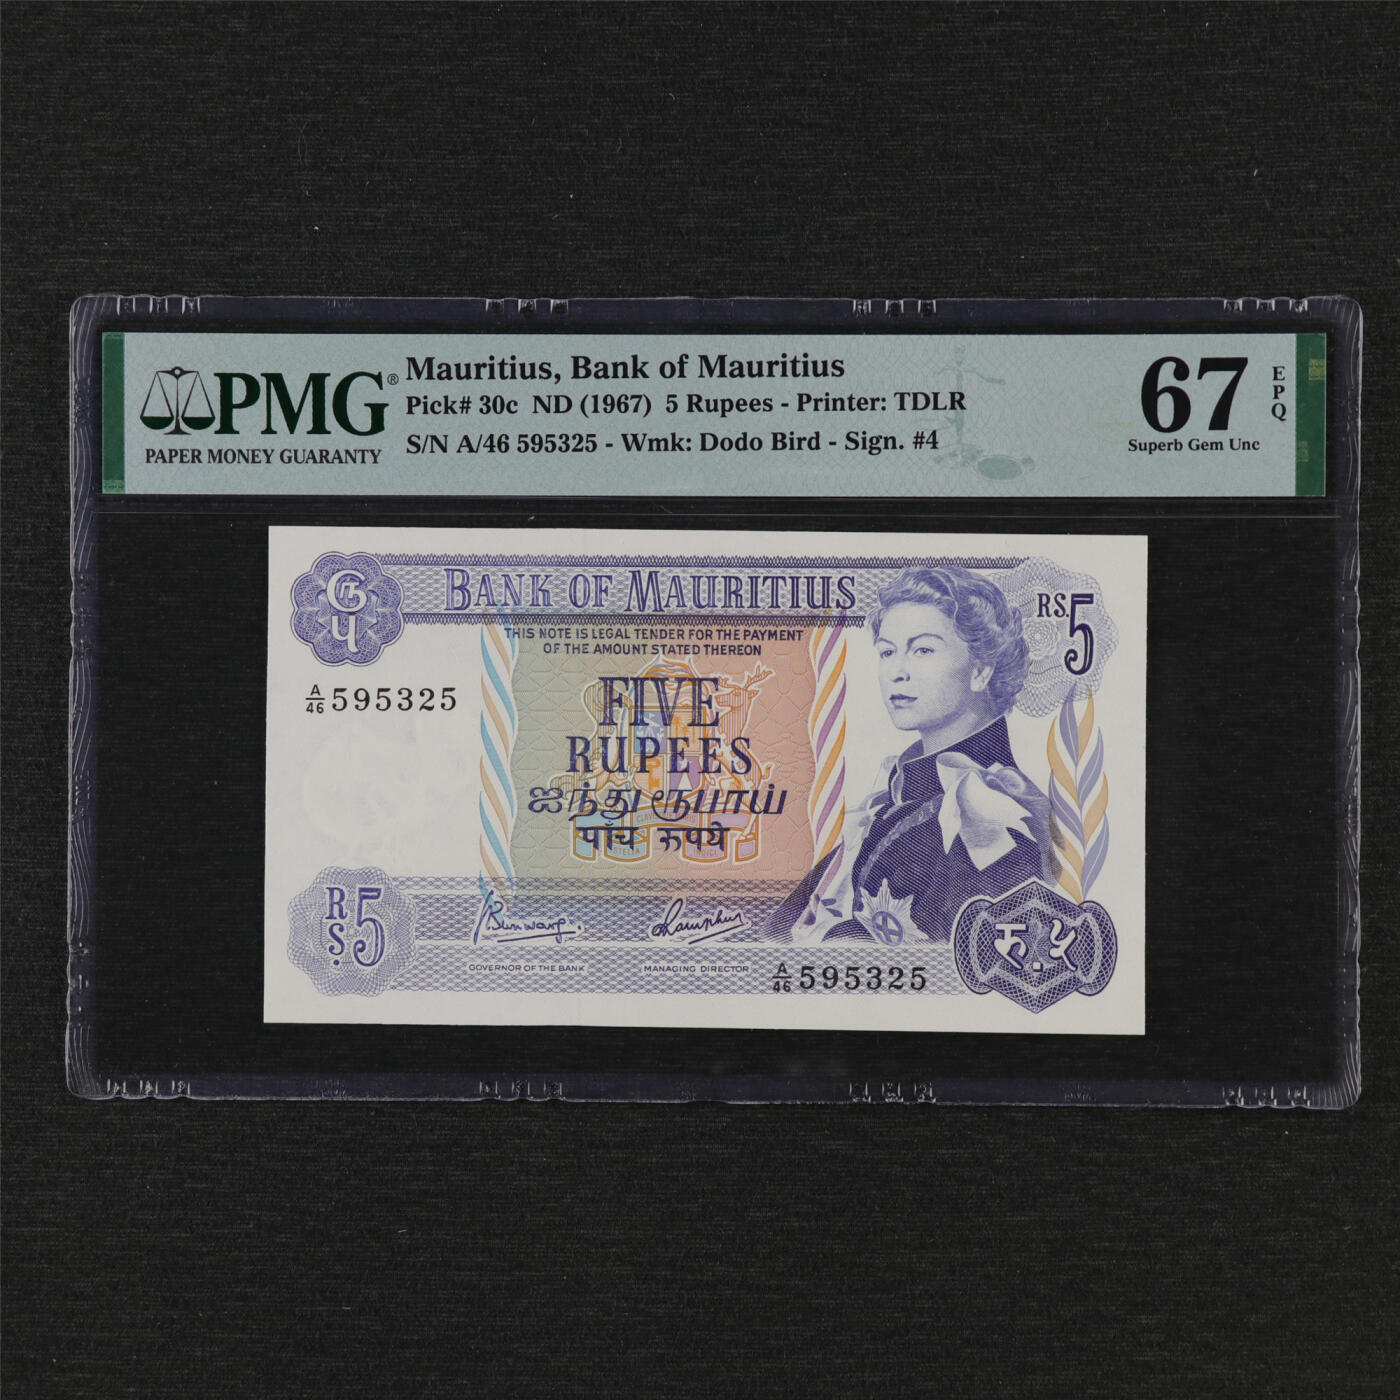 PMG®
PAPER MONEY GUARANTY
Mauritius, Bank of Mauritius
Pick# 30c ND (1967) 5 Rupees - Printer: TDLR
S/N A/46 595325 - Wmk: Dodo Bird - Sign. #4
67
EPQ
Superb Gem Unc
BANK OF MAURITIUS
RS.5
THIS NOTE IS LEGAL TENDER FOR THE PAYMENT
OF THE AMOUNT STATED THEREON
A/46 595325
FIVE
RUPEES
ஐந்து ரூபாய்
पाँच रूपये
RS.5
GOVERNOR OF THE BANK
MANAGING DIRECTOR
A/46 595325
रु.५